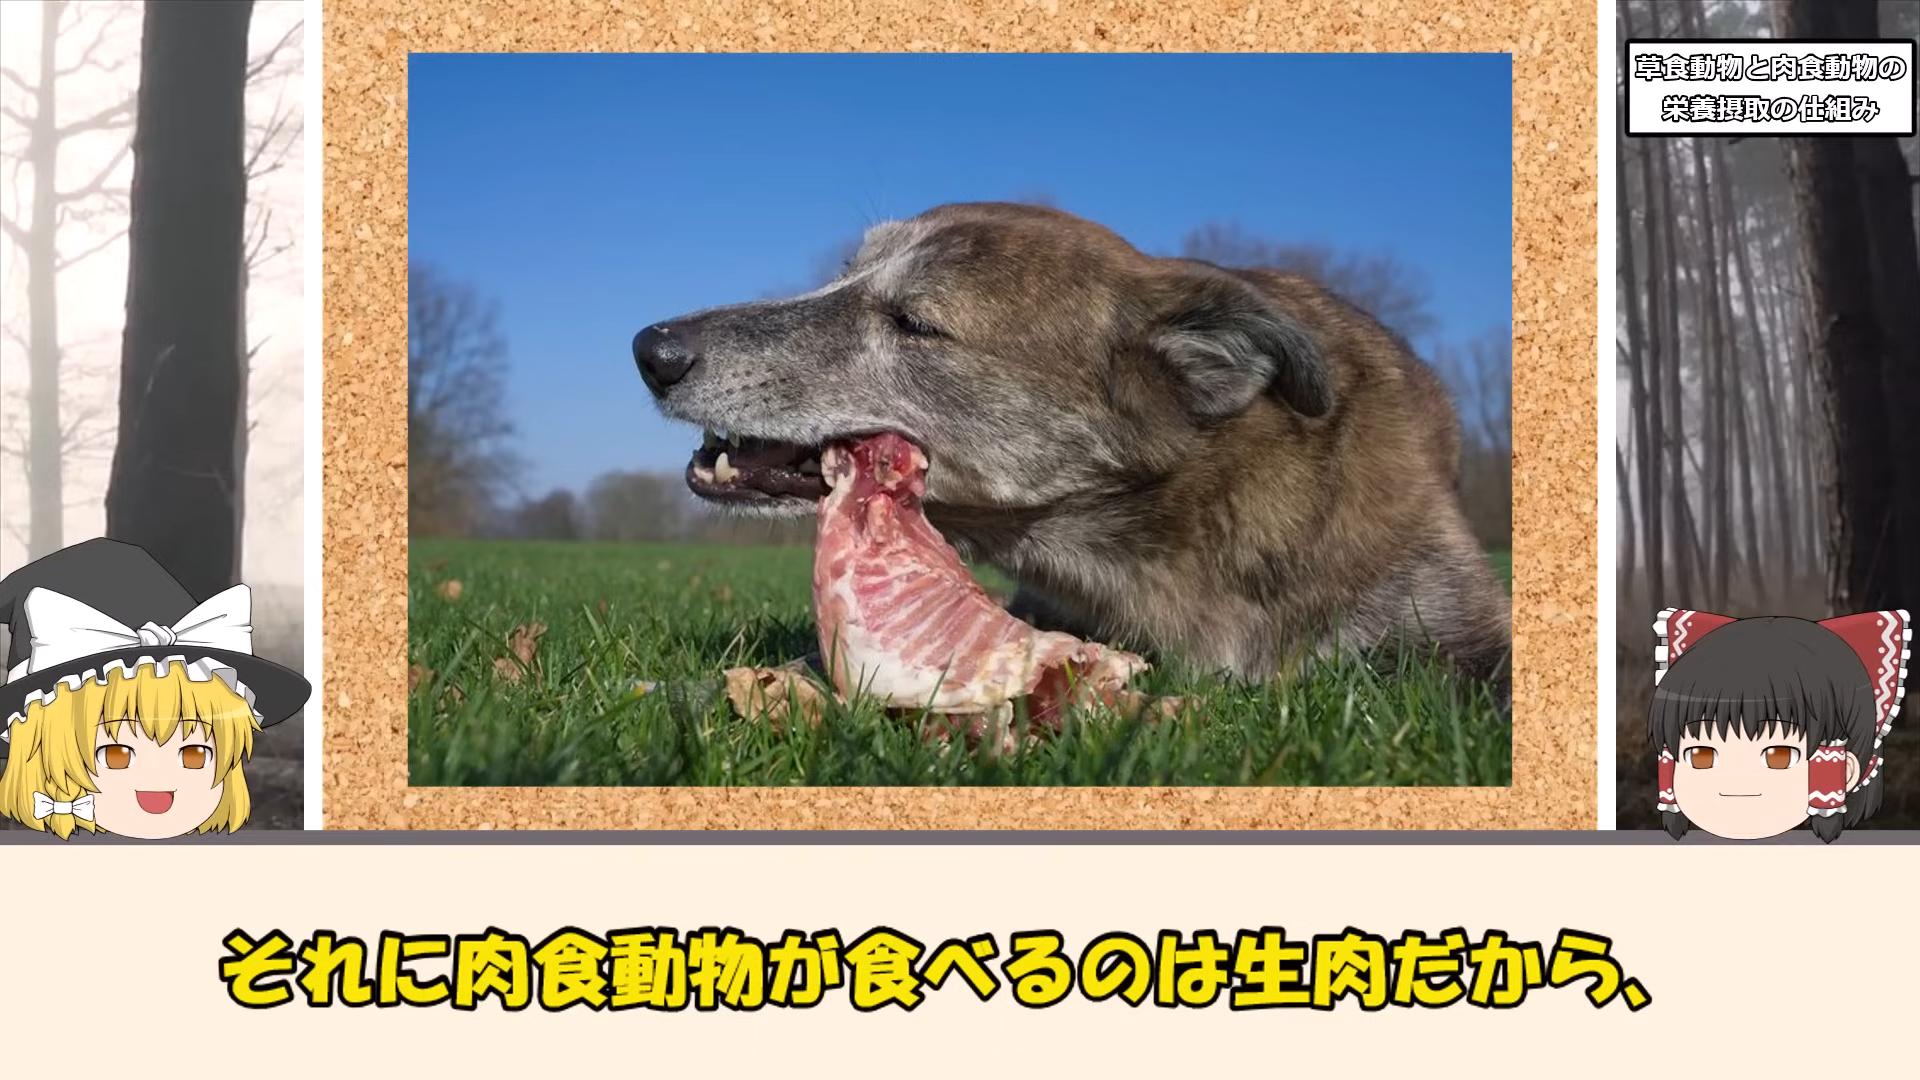 草食動物と肉食動物の
栄養摂取の仕組み
それに肉食動物が食べるのは生肉だから、